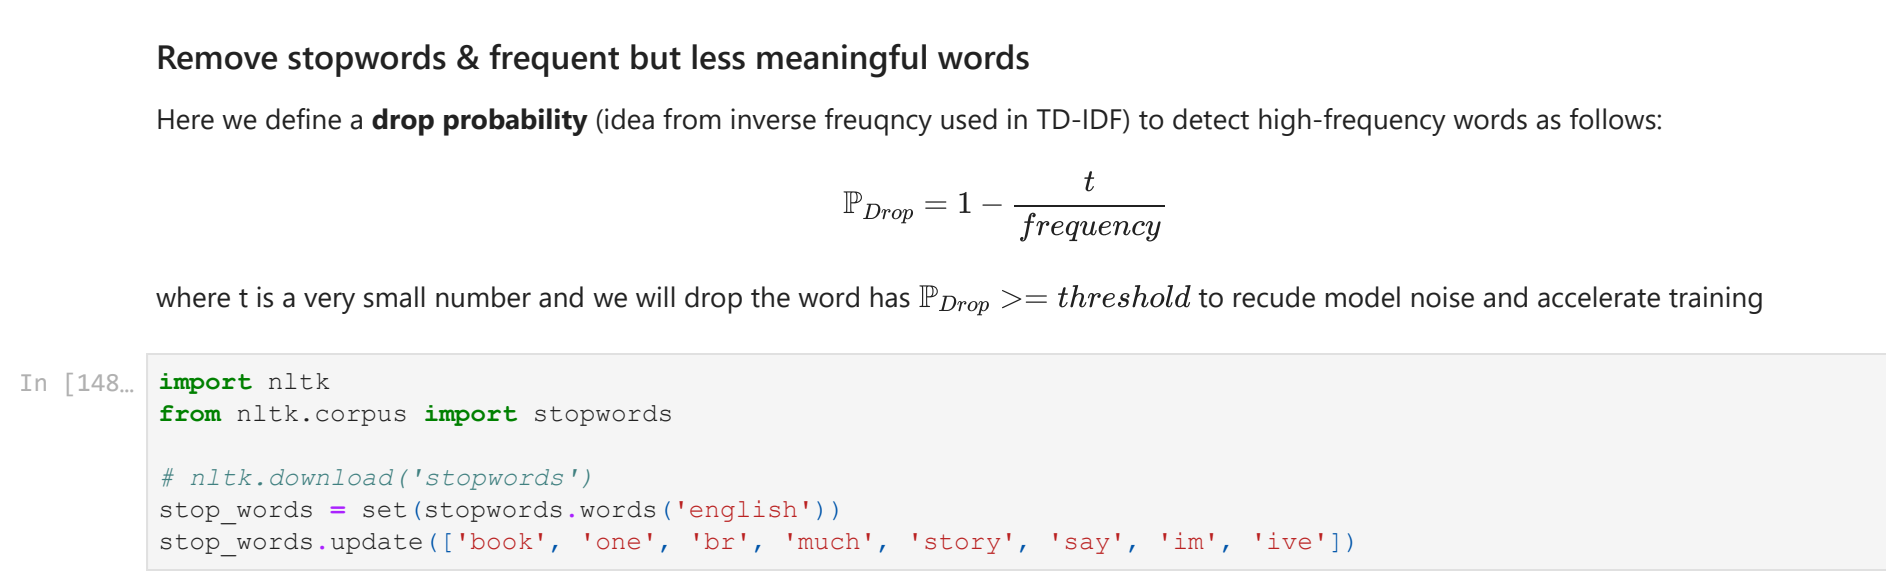 Remove stopwords & frequent but less meaningful words
Here we define a drop probability (idea from inverse freuqncy used in TD-IDF) to detect high-frequency words as follows:
ℙ_Drop = 1 − t / frequency
where t is a very small number and we will drop the word has ℙ_Drop >= threshold to recude model noise and accelerate training
In [148…
import nltk
from nltk.corpus import stopwords
# nltk.download('stopwords')
stop_words = set(stopwords.words('english'))
stop_words.update(['book', 'one', 'br', 'much', 'story', 'say', 'im', 'ive'])